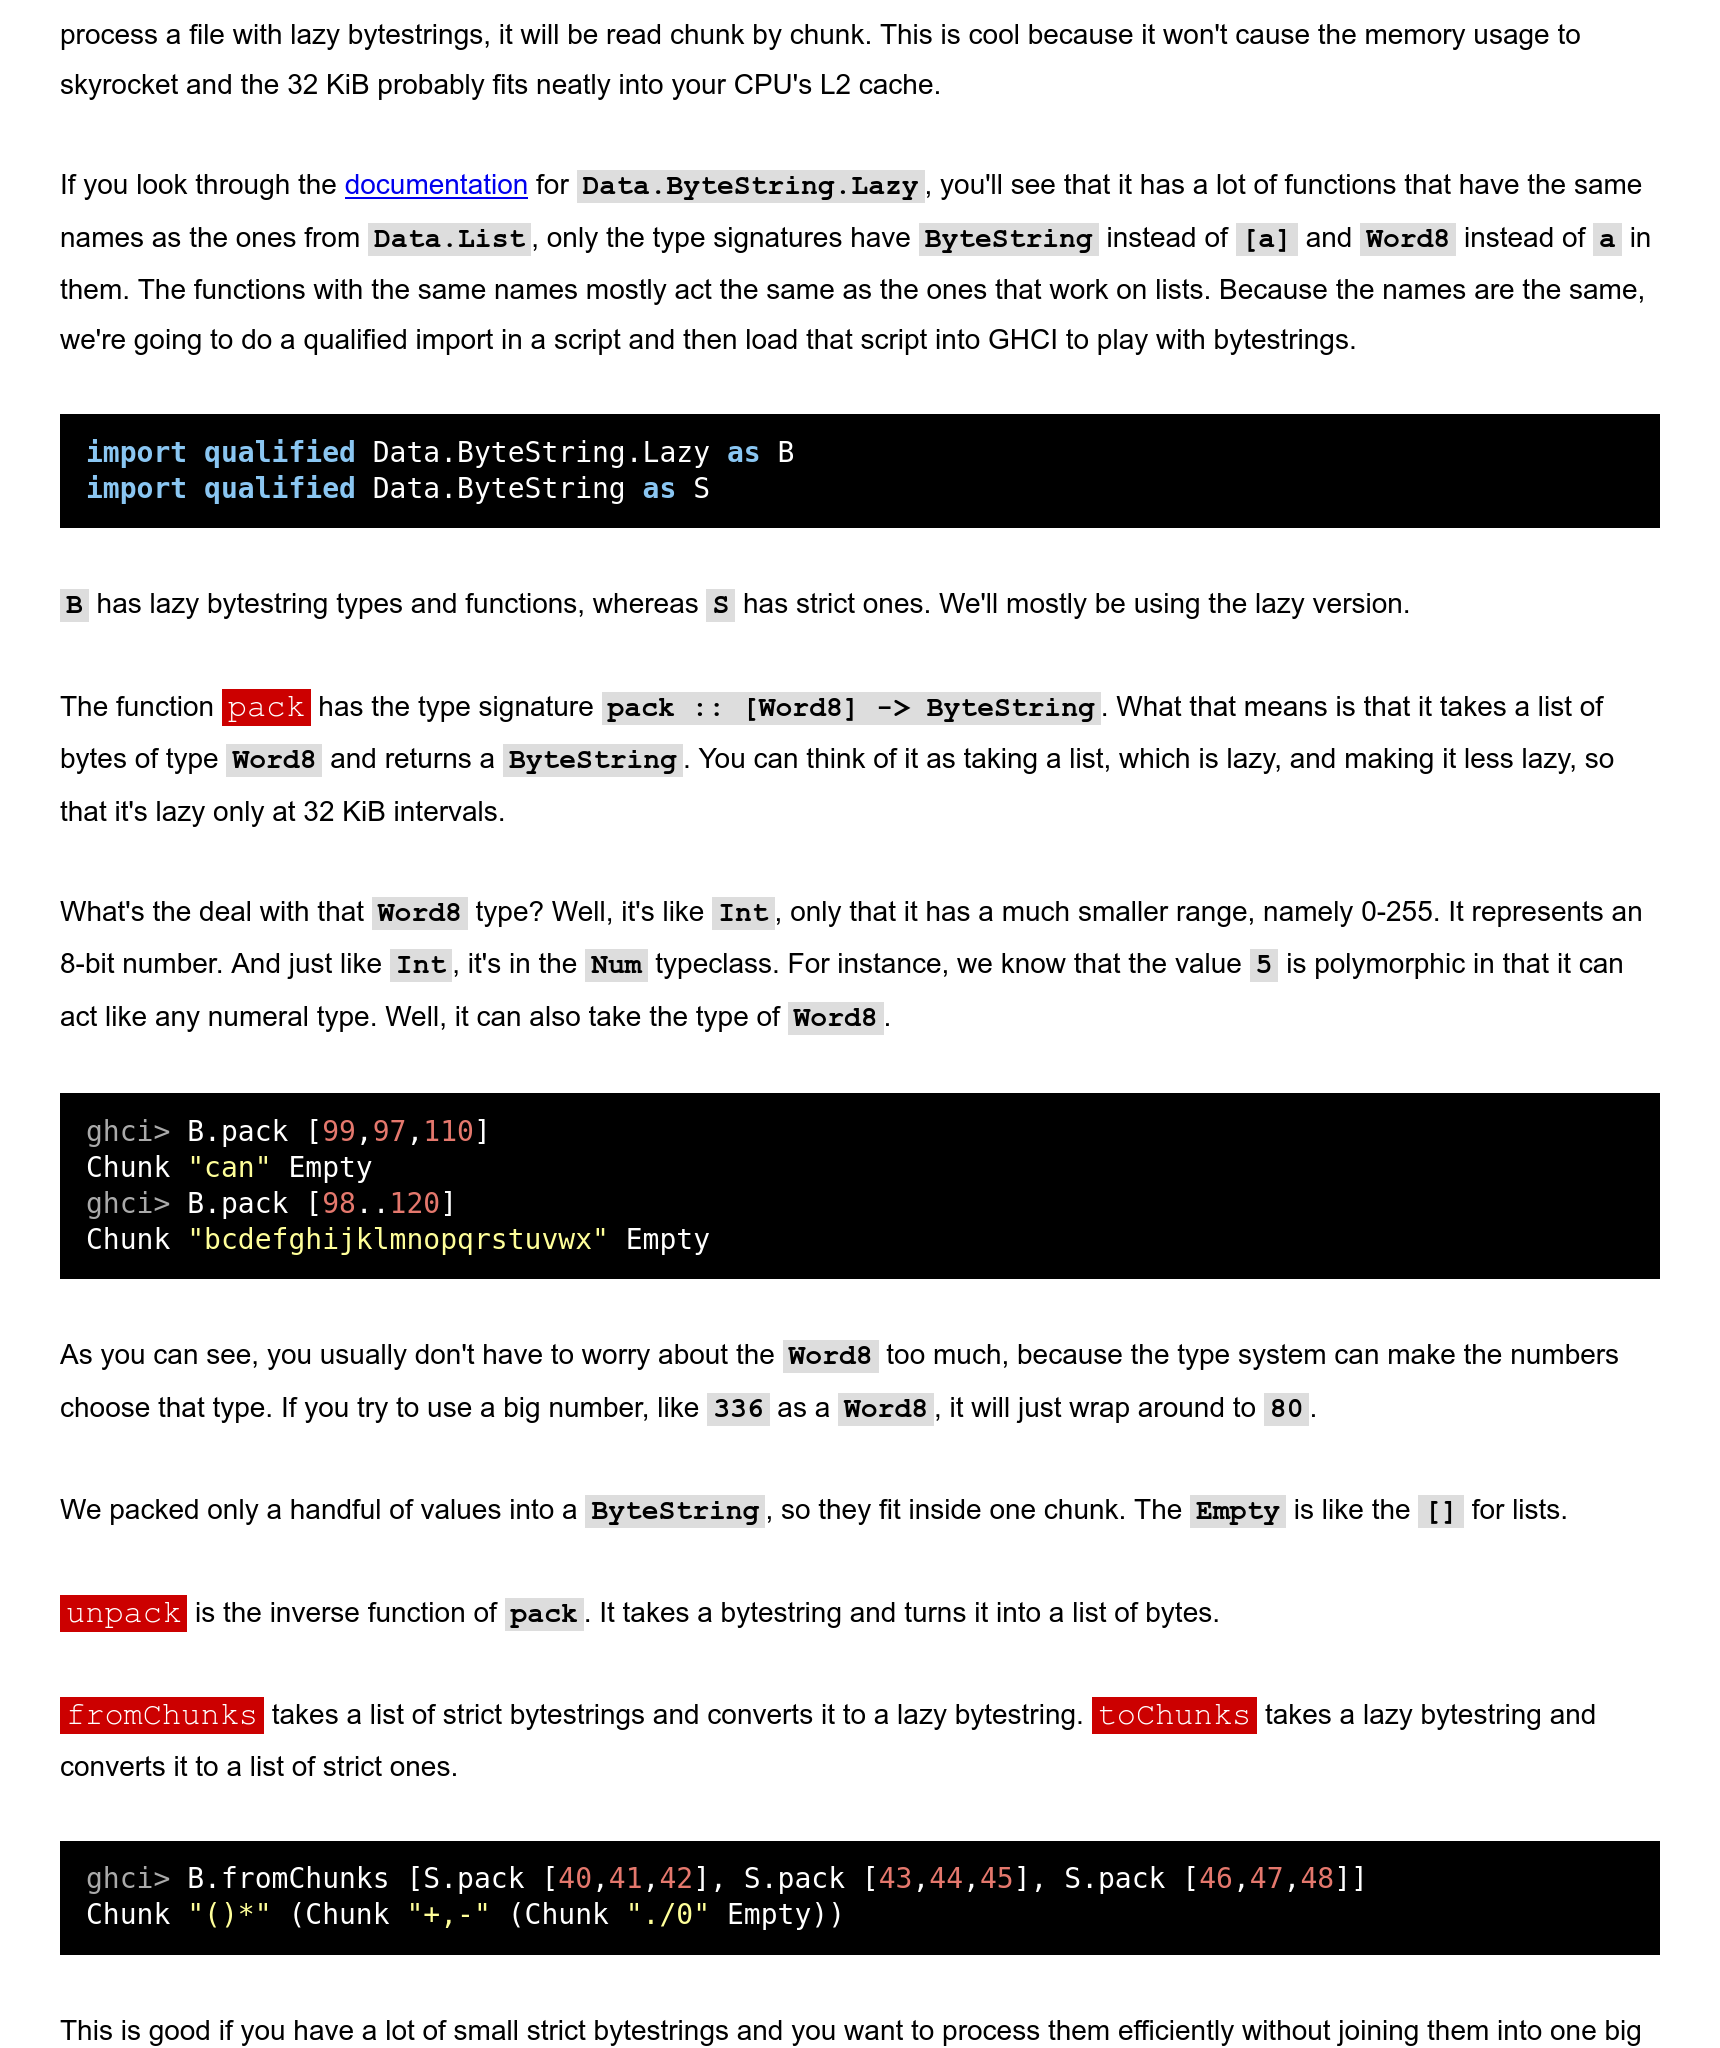 process a file with lazy bytestrings, it will be read chunk by chunk. This is cool because it won't cause the memory usage to
skyrocket and the 32 KiB probably fits neatly into your CPU's L2 cache.
If you look through the documentation for Data.ByteString.Lazy, you'll see that it has a lot of functions that have the same
names as the ones from Data.List, only the type signatures have ByteString instead of [a] and Word8 instead of a in
them. The functions with the same names mostly act the same as the ones that work on lists. Because the names are the same,
we're going to do a qualified import in a script and then load that script into GHCI to play with bytestrings.
import qualified Data.ByteString.Lazy as B
import qualified Data.ByteString as S
B has lazy bytestring types and functions, whereas S has strict ones. We'll mostly be using the lazy version.
The function pack has the type signature pack :: [Word8] -> ByteString. What that means is that it takes a list of
bytes of type Word8 and returns a ByteString. You can think of it as taking a list, which is lazy, and making it less lazy, so
that it's lazy only at 32 KiB intervals.
What's the deal with that Word8 type? Well, it's like Int, only that it has a much smaller range, namely 0-255. It represents an
8-bit number. And just like Int, it's in the Num typeclass. For instance, we know that the value 5 is polymorphic in that it can
act like any numeral type. Well, it can also take the type of Word8.
ghci> B.pack [99,97,110]
Chunk "can" Empty
ghci> B.pack [98..120]
Chunk "bcdefghijklmnopqrstuvwx" Empty
As you can see, you usually don't have to worry about the Word8 too much, because the type system can make the numbers
choose that type. If you try to use a big number, like 336 as a Word8, it will just wrap around to 80.
We packed only a handful of values into a ByteString, so they fit inside one chunk. The Empty is like the [] for lists.
unpack is the inverse function of pack. It takes a bytestring and turns it into a list of bytes.
fromChunks takes a list of strict bytestrings and converts it to a lazy bytestring. toChunks takes a lazy bytestring and
converts it to a list of strict ones.
ghci> B.fromChunks [S.pack [40,41,42], S.pack [43,44,45], S.pack [46,47,48]]
Chunk "()*" (Chunk "+,-" (Chunk "./0" Empty))
This is good if you have a lot of small strict bytestrings and you want to process them efficiently without joining them into one big